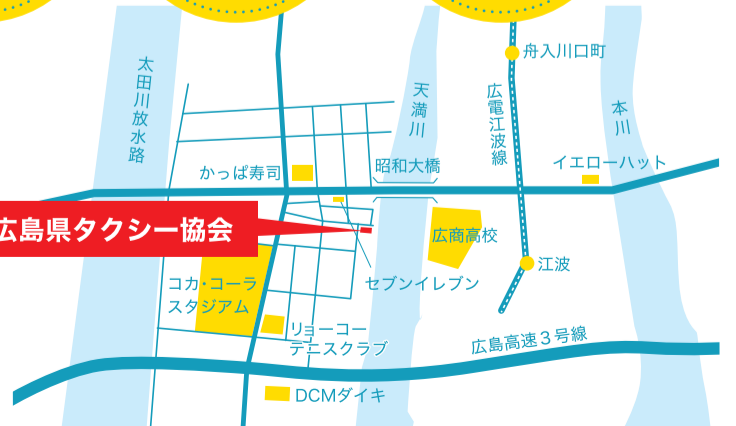 太田川放水路
天満川
広電江波線
舟入川口町
本川
かっぱ寿司
昭和大橋
イエローハット
広島県タクシー協会
広商高校
江波
コカ・コーラ
スタジアム
セブンイレブン
リョーコー
テニスクラブ
広島高速3号線
DCMダイキ